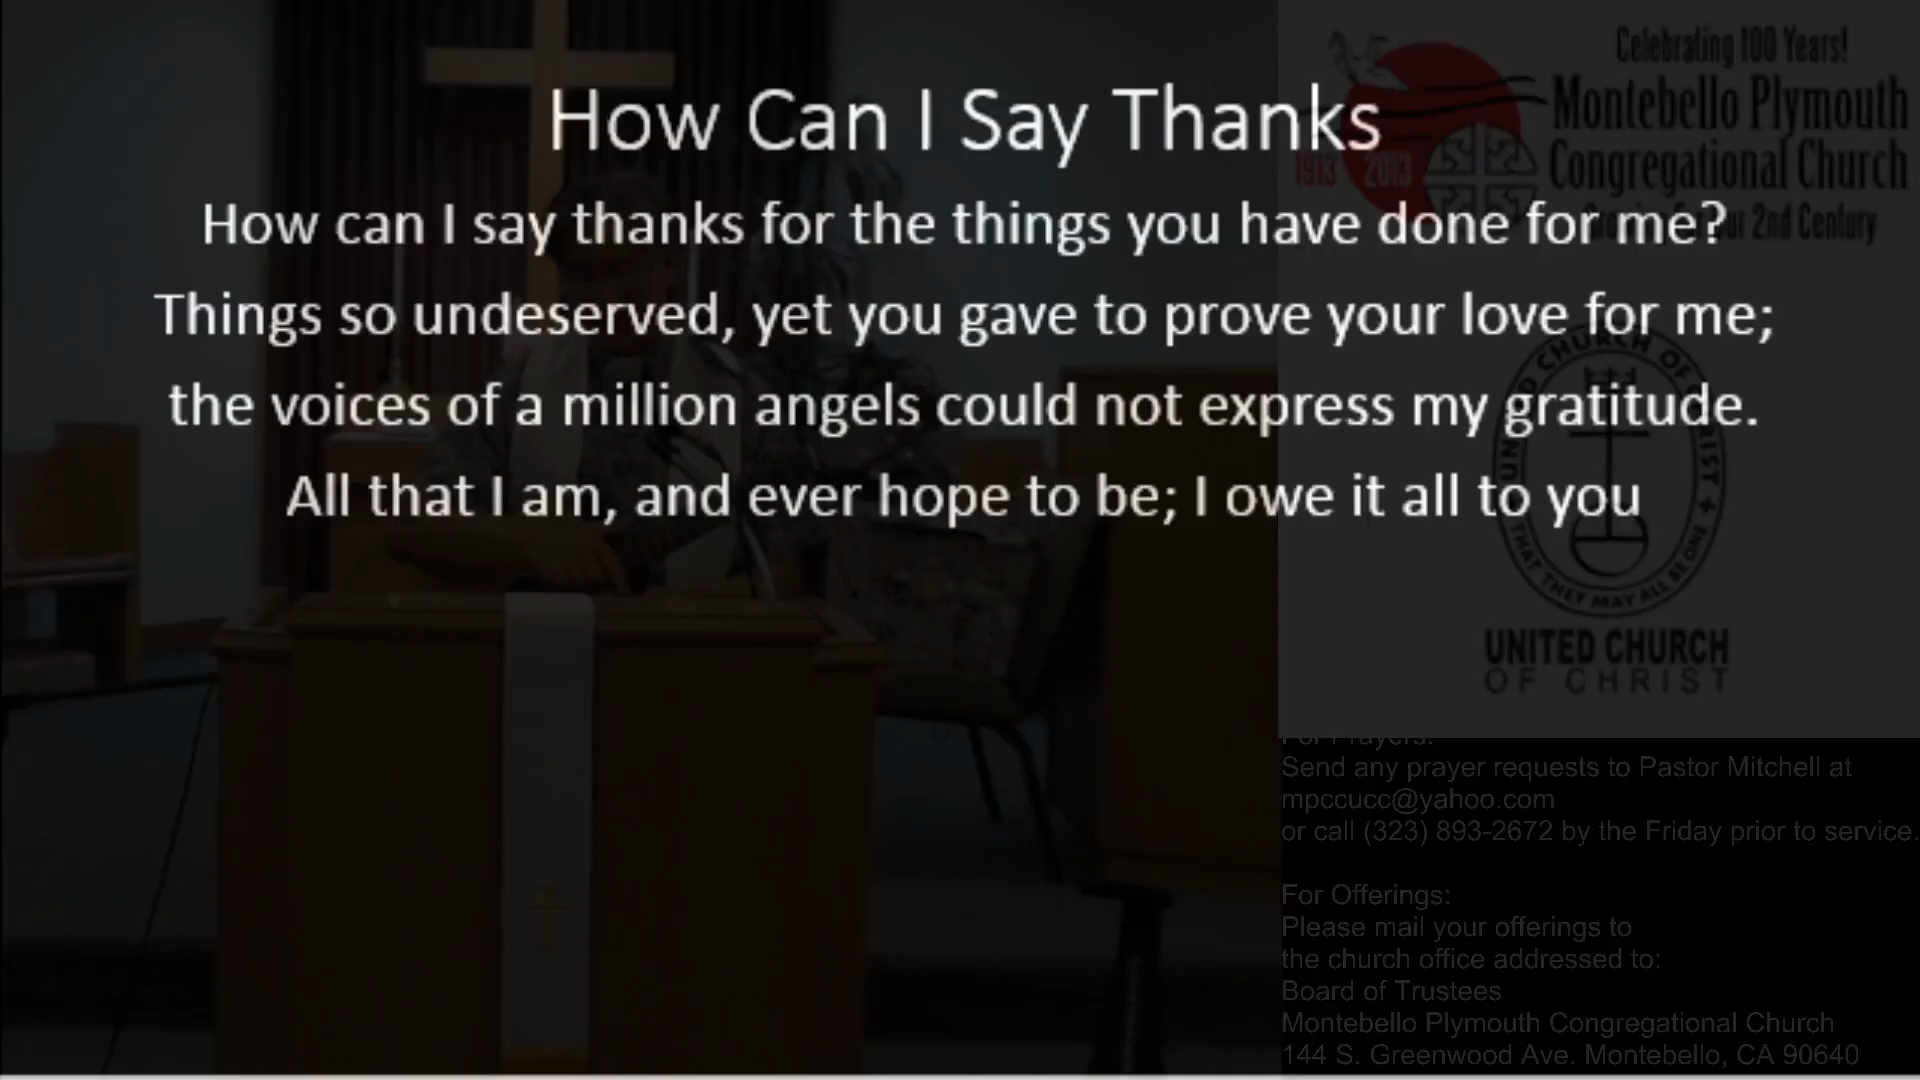 How Can I Say Thanks
How can I say thanks for the things you have done for me?
Things so undeserved, yet you gave to prove your love for me;
the voices of a million angels could not express my gratitude.
All that I am, and ever hope to be; I owe it all to you
Celebrating 100 Years!
Montebello Plymouth
Congregational Church
1913 2013
our 2nd Century
UNITED CHURCH OF CHRIST
THAT THEY MAY ALL BE ONE
UNITED CHURCH
OF CHRIST
For Prayers:
Send any prayer requests to Pastor Mitchell at
mpccucc@yahoo.com
or call (323) 893-2672 by the Friday prior to service.
For Offerings:
Please mail your offerings to
the church office addressed to:
Board of Trustees
Montebello Plymouth Congregational Church
144 S. Greenwood Ave. Montebello, CA 90640